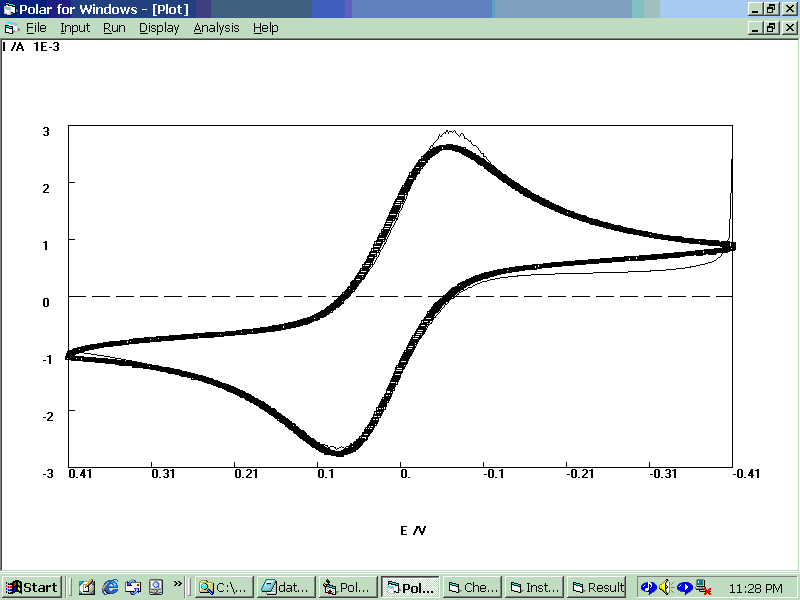 Polar for Windows - [Plot]
File Input Run Display Analysis Help
I /A 1E-3
3
2
1
0
-1
-2
-3
0.41 0.31 0.21 0.1 0. -0.1 -0.21 -0.31 -0.41
E /V
Start » C:\... dat... Pol... Pol... Che... Inst... Result 11:28 PM